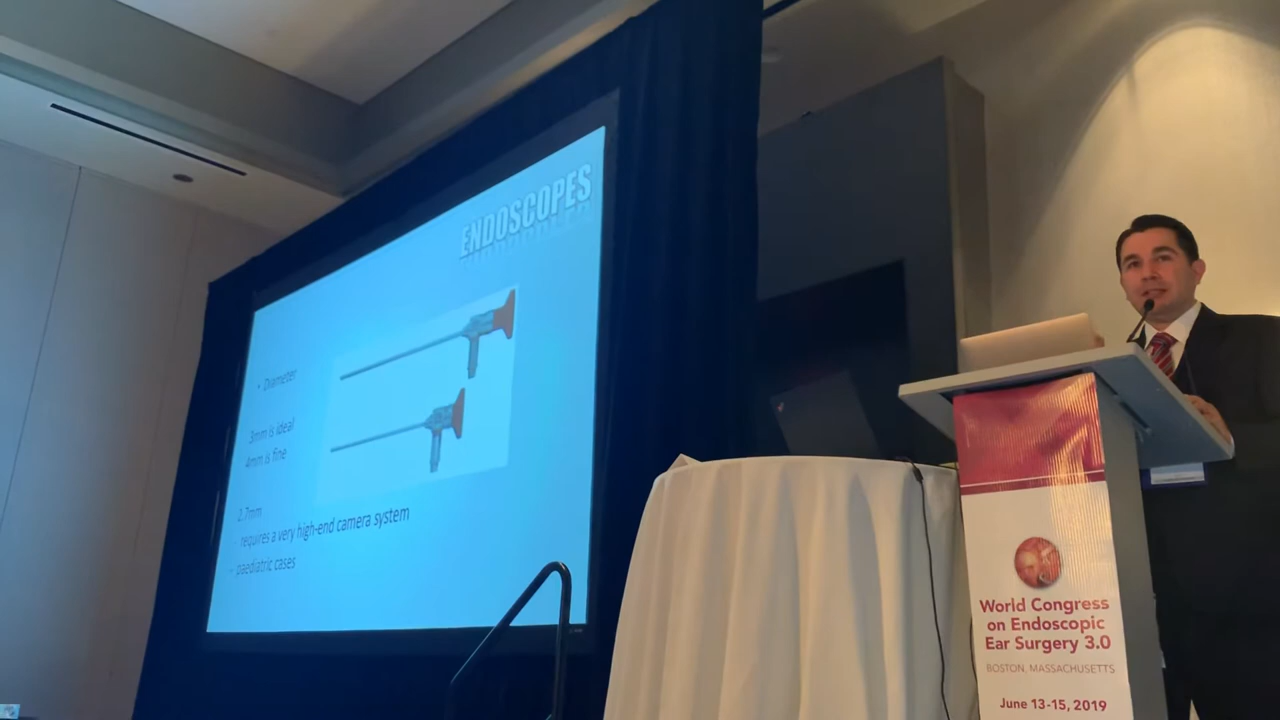 ENDOSCOPES
• Diameter
3mm is ideal
4mm is fine
2.7mm
- requires a very high-end camera system
- paediatric cases
World Congress
on Endoscopic
Ear Surgery 3.0
BOSTON, MASSACHUSETTS
June 13-15, 2019